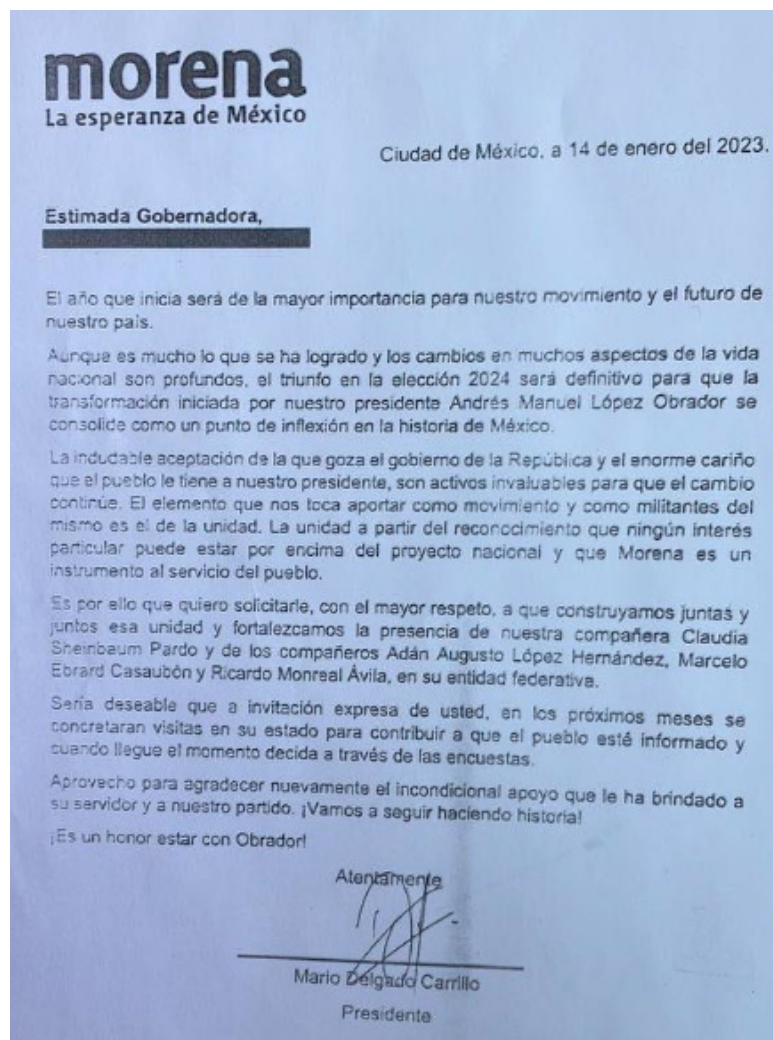 morena
La esperanza de México
Ciudad de México, a 14 de enero del 2023.
Estimada Gobernadora,
El año que inicia será de la mayor importancia para nuestro movimiento y el futuro de
nuestro país.
Aunque es mucho lo que se ha logrado y los cambios en muchos aspectos de la vida
nacional son profundos, el triunfo en la elección 2024 será definitivo para que la
transformación iniciada por nuestro presidente Andrés Manuel López Obrador se
consolide como un punto de inflexión en la historia de México.
La indudable aceptación de la que goza el gobierno de la República y el enorme cariño
que el pueblo le tiene a nuestro presidente, son activos invaluables para que el cambio
continúe. El elemento que nos toca aportar como movimiento y como militantes del
mismo es el de la unidad. La unidad a partir del reconocimiento que ningún interés
particular puede estar por encima del proyecto nacional y que Morena es un
instrumento al servicio del pueblo.
Es por ello que quiero solicitarle, con el mayor respeto, a que construyamos juntas y
juntos esa unidad y fortalezcamos la presencia de nuestra compañera Claudia
Sheinbaum Pardo y de los compañeros Adán Augusto López Hernández, Marcelo
Ebrard Casaubón y Ricardo Monreal Ávila, en su entidad federativa.
Sería deseable que a invitación expresa de usted, en los próximos meses se
concretaran visitas en su estado para contribuir a que el pueblo esté informado y
cuando llegue el momento decida a través de las encuestas.
Aprovecho para agradecer nuevamente el incondicional apoyo que le ha brindado a
su servidor y a nuestro partido. ¡Vamos a seguir haciendo historia!
¡Es un honor estar con Obrador!
Atentamente
Mario Delgado Carrillo
Presidente